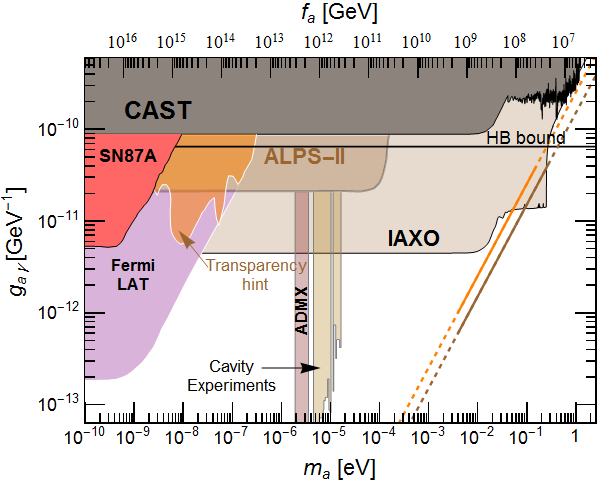 f_a [GeV]
10^16 10^15 10^14 10^13 10^12 10^11 10^10 10^9 10^8 10^7
CAST
10^-10
HB bound
SN87A
ALPS-II
g_aγ [GeV^-1]
10^-11
IAXO
Fermi
LAT
Transparency
hint
10^-12
ADMX
Cavity
Experiments
10^-13
10^-10 10^-9 10^-8 10^-7 10^-6 10^-5 10^-4 10^-3 10^-2 10^-1 1
m_a [eV]